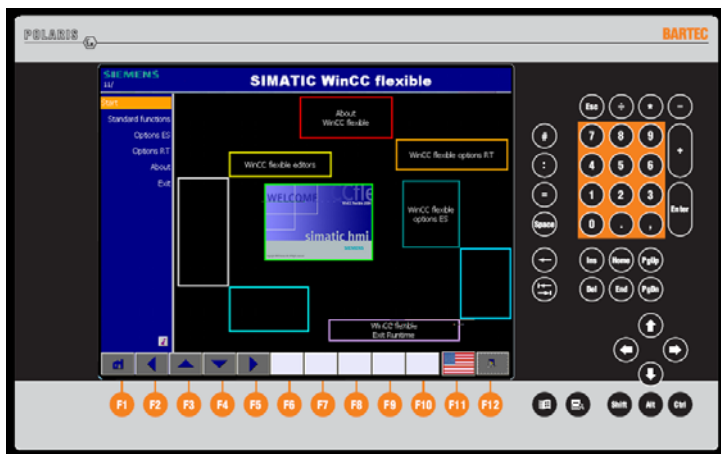 POLARIS
BARTEC
SIEMENS
SIMATIC WinCC flexible
Start
Standard functions
Options ES
Options RT
About
Exit
About
WinCC flexible
WinCC flexible editors
WinCC flexible options RT
WELCOME
simatic hmi
SIEMENS
WinCC flexible
options ES
WinCC flexible
Exit Runtime
Esc ÷ * -
# 7 8 9 +
: 4 5 6
= 1 2 3 Enter
Space 0 . ,
Ins Home PgUp
Del End PgDn
F1 F2 F3 F4 F5 F6 F7 F8 F9 F10 F11 F12
Shift Alt Ctrl